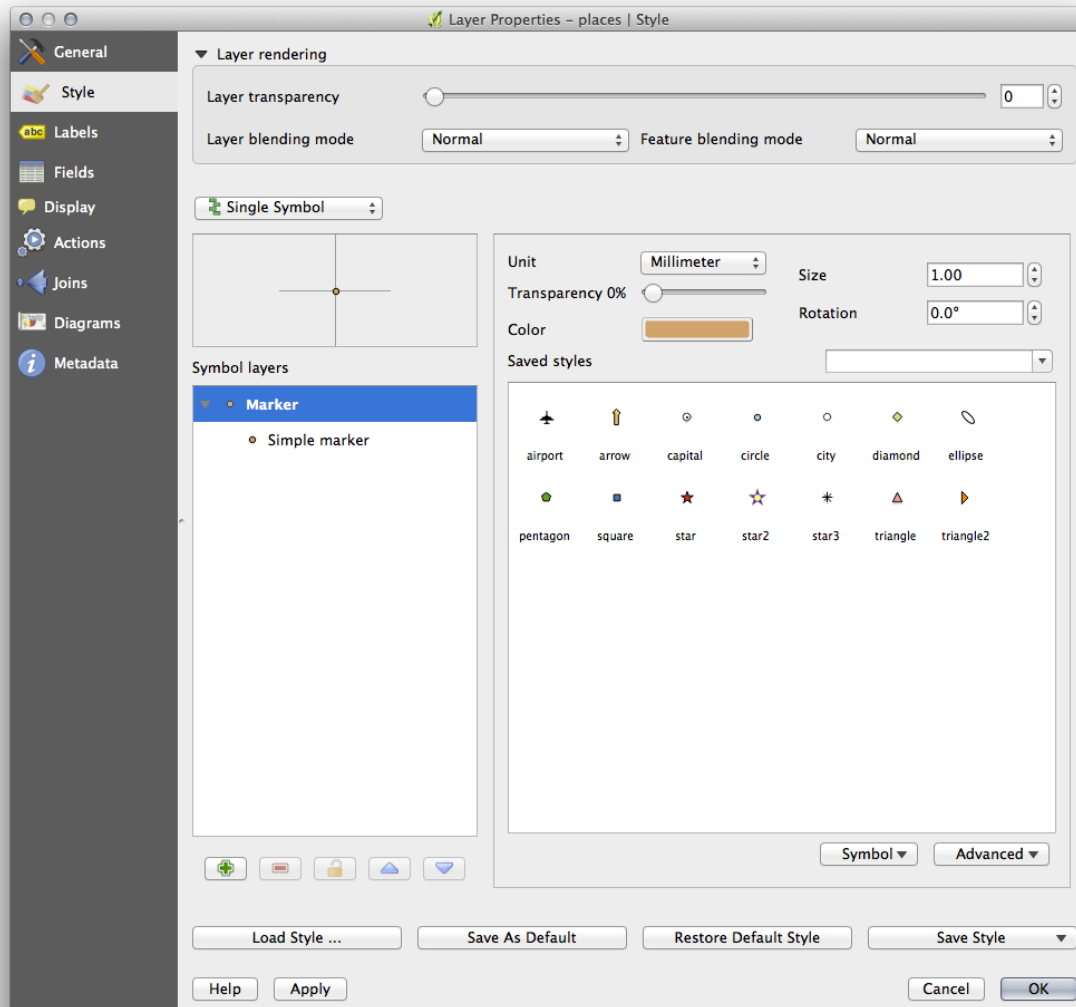 Layer Properties – places | Style
General
Style
abc Labels
Fields
Display
Actions
Joins
i Metadata
Diagrams
Layer rendering
Layer transparency 0
Layer blending mode Normal Feature blending mode Normal
Single Symbol
Symbol layers
Marker
Simple marker
Unit Millimeter
Size 1.00
Transparency 0%
Rotation 0.0°
Color
Saved styles
airport arrow capital circle city diamond ellipse
pentagon square star star2 star3 triangle triangle2
Symbol Advanced
Load Style ... Save As Default Restore Default Style Save Style
Help Apply Cancel OK